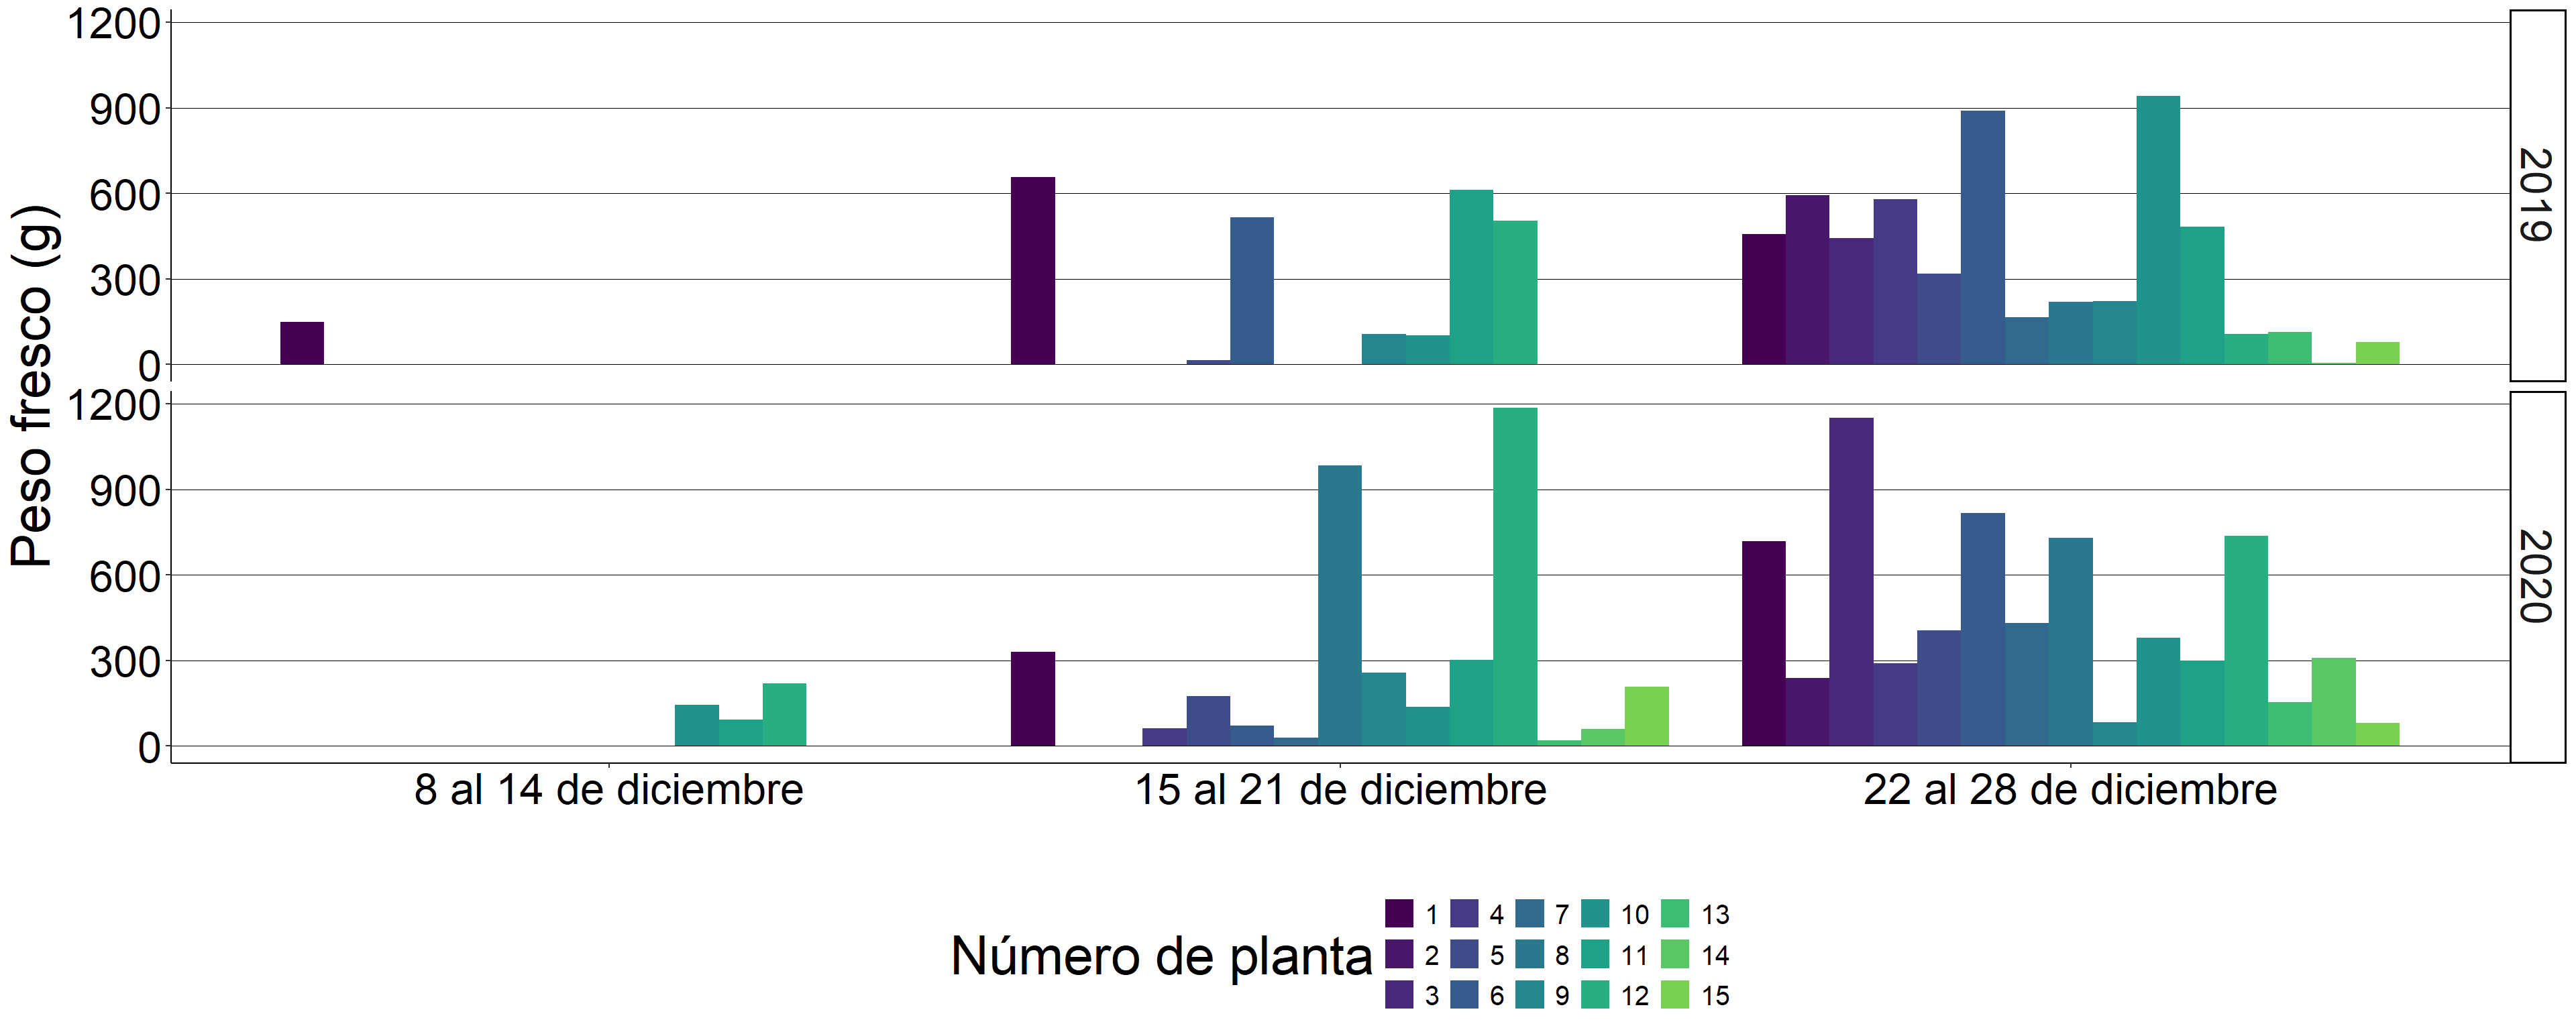 Peso fresco (g)
1200
900
600
300
0
2019
1200
900
600
300
0
2020
8 al 14 de diciembre
15 al 21 de diciembre
22 al 28 de diciembre
Número de planta
1 4 7 10 13
2 5 8 11 14
3 6 9 12 15